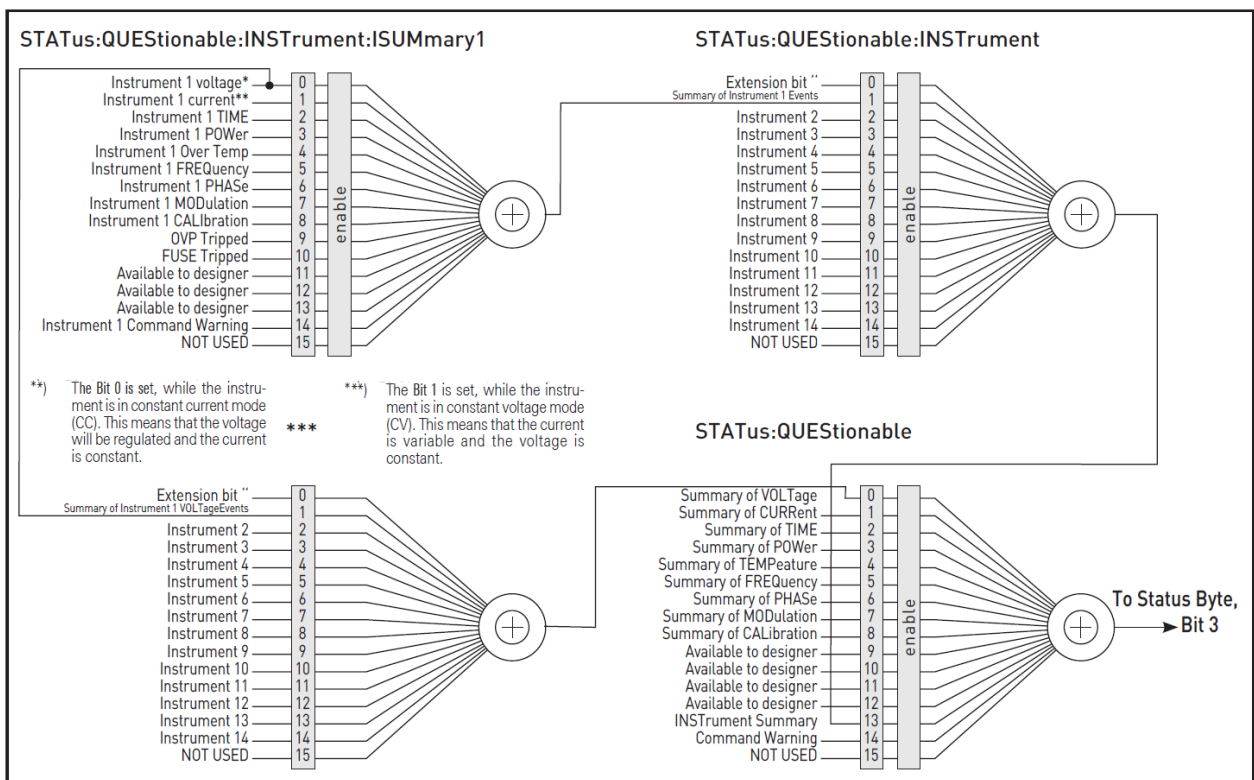 STATus:QUEStionable:INSTrument:ISUMmary1
Instrument 1 voltage* 0
Instrument 1 current** 1
Instrument 1 TIME 2
Instrument 1 POWer 3
Instrument 1 Over Temp 4
Instrument 1 FREQuency 5
Instrument 1 PHASe 6
Instrument 1 MODulation 7
Instrument 1 CALIbration 8
OVP Tripped 9
FUSE Tripped 10
Available to designer 11
Available to designer 12
Available to designer 13
Instrument 1 Command Warning 14
NOT USED 15
enable
STATus:QUEStionable:INSTrument
Extension bit “ 0
Summary of Instrument 1 Events 1
Instrument 2 2
Instrument 3 3
Instrument 4 4
Instrument 5 5
Instrument 6 6
Instrument 7 7
Instrument 8 8
Instrument 9 9
Instrument 10 10
Instrument 11 11
Instrument 12 12
Instrument 13 13
Instrument 14 14
NOT USED 15
enable
**) The Bit 0 is set, while the instru-
ment is in constant current mode
(CC). This means that the voltage
will be regulated and the current
is constant.
***
***) The Bit 1 is set, while the instru-
ment is in constant voltage mode
(CV). This means that the current
is variable and the voltage is
constant.
Extension bit “ 0
Summary of Instrument 1 VOLTageEvents 1
Instrument 2 2
Instrument 3 3
Instrument 4 4
Instrument 5 5
Instrument 6 6
Instrument 7 7
Instrument 8 8
Instrument 9 9
Instrument 10 10
Instrument 11 11
Instrument 12 12
Instrument 13 13
Instrument 14 14
NOT USED 15
STATus:QUEStionable
Summary of VOLTage 0
Summary of CURRent 1
Summary of TIME 2
Summary of POWer 3
Summary of TEMPeature 4
Summary of FREQuency 5
Summary of PHASe 6
Summary of MODulation 7
Summary of CALibration 8
Available to designer 9
Available to designer 10
Available to designer 11
Available to designer 12
INSTrument Summary 13
Command Warning 14
NOT USED 15
enable
To Status Byte,
Bit 3